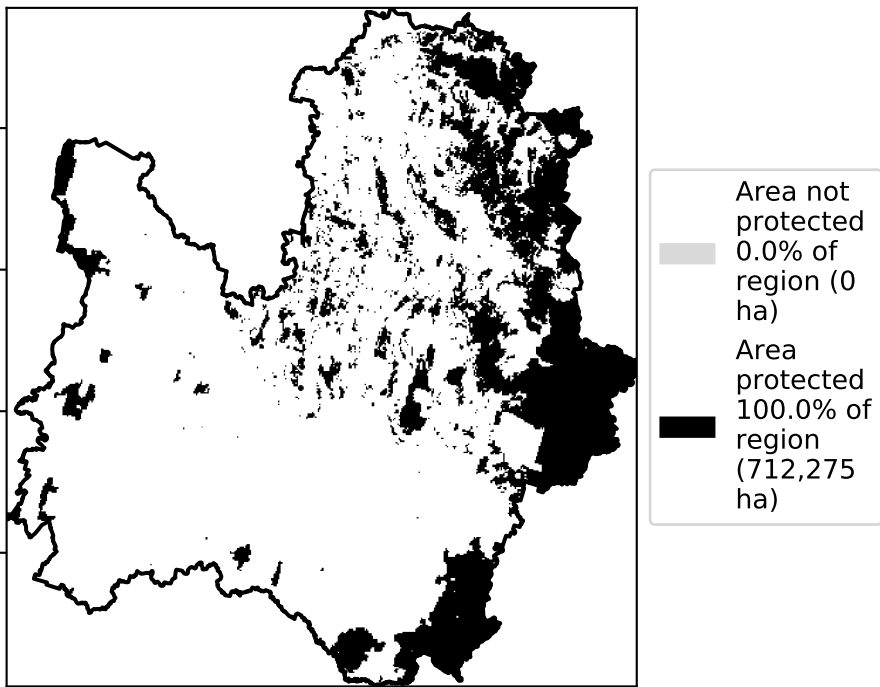 Area not
protected
0.0% of
region (0
ha)
Area
protected
100.0% of
region
(712,275
ha)